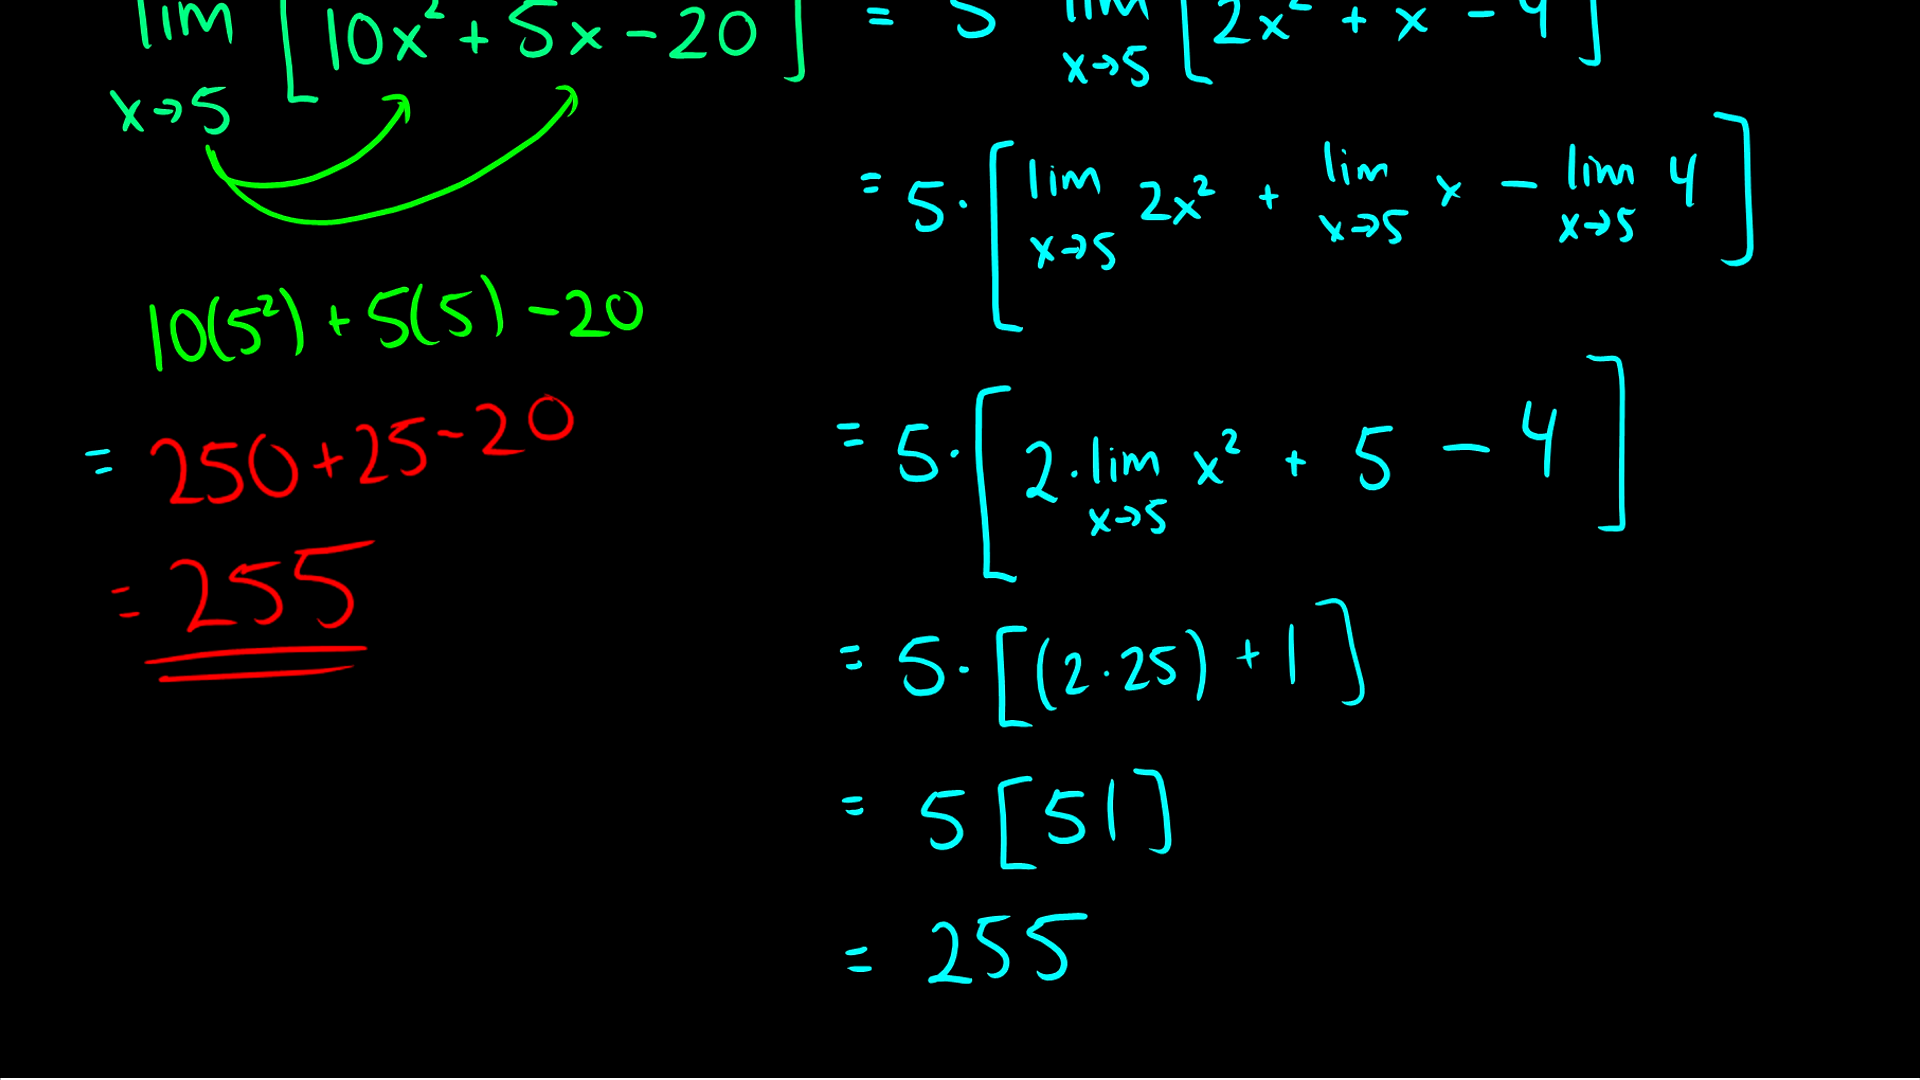 lim [10x² + 5x - 20]
x→5
10(5²) + 5(5) - 20
= 250 + 25 - 20
= 255
= 5 lim [2x² + x - 4]
x→5
= 5 · [lim 2x² + lim x - lim 4]
x→5 x→5 x→5
= 5 · [2 · lim x² + 5 - 4]
x→5
= 5 · [(2 · 25) + 1]
= 5 [51]
= 255